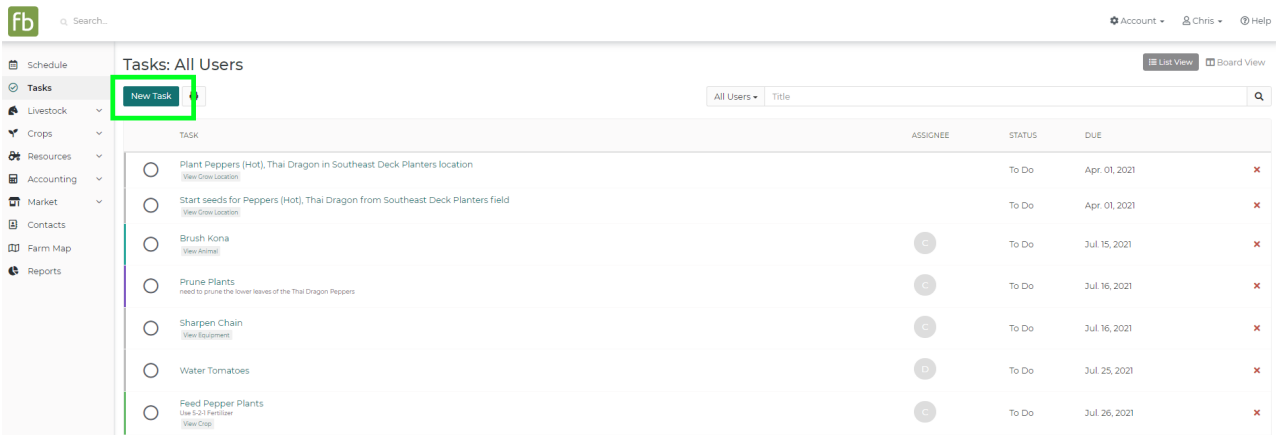 fb
Search...
Account
Chris
Help
Schedule
Tasks
Livestock
Crops
Resources
Accounting
Market
Contacts
Farm Map
Reports
Tasks: All Users
List View
Board View
New Task
All Users
Title
TASK ASSIGNEE STATUS DUE
Plant Peppers (Hot), Thai Dragon in Southeast Deck Planters location
View Grow Location
To Do Apr. 01, 2021
Start seeds for Peppers (Hot), Thai Dragon from Southeast Deck Planters field
View Grow Location
To Do Apr. 01, 2021
Brush Kona
View Animal
C To Do Jul. 15, 2021
Prune Plants
need to prune the lower leaves of the Thai Dragon Peppers
C To Do Jul. 16, 2021
Sharpen Chain
View Equipment
C To Do Jul. 16, 2021
Water Tomatoes
D To Do Jul. 25, 2021
Feed Pepper Plants
Use 5-2-1 Fertilizer
View Crop
C To Do Jul. 26, 2021